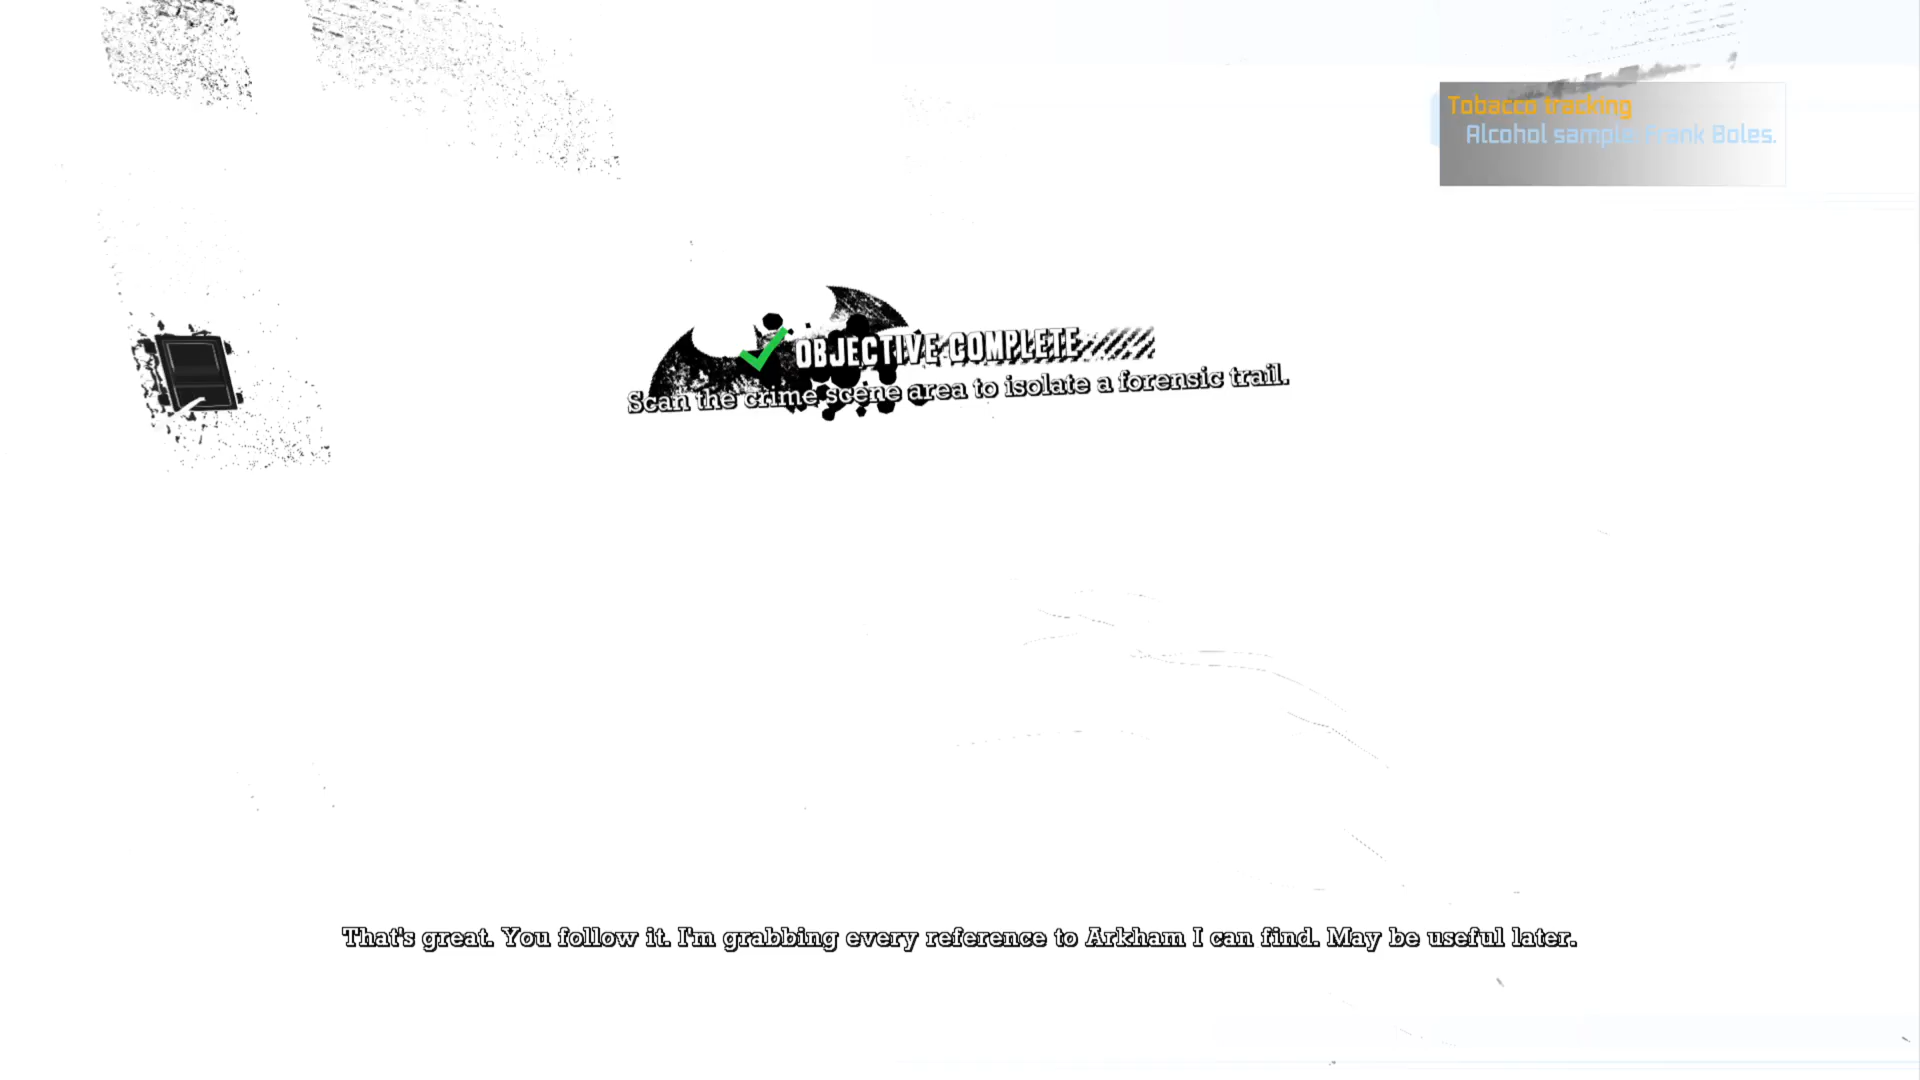 Tobacco tracking
Alcohol sample: Frank Boles.
OBJECTIVE COMPLETE
Scan the crime scene area to isolate a forensic trail.
That's great. You follow it. I'm grabbing every reference to Arkham I can find. May be useful later.